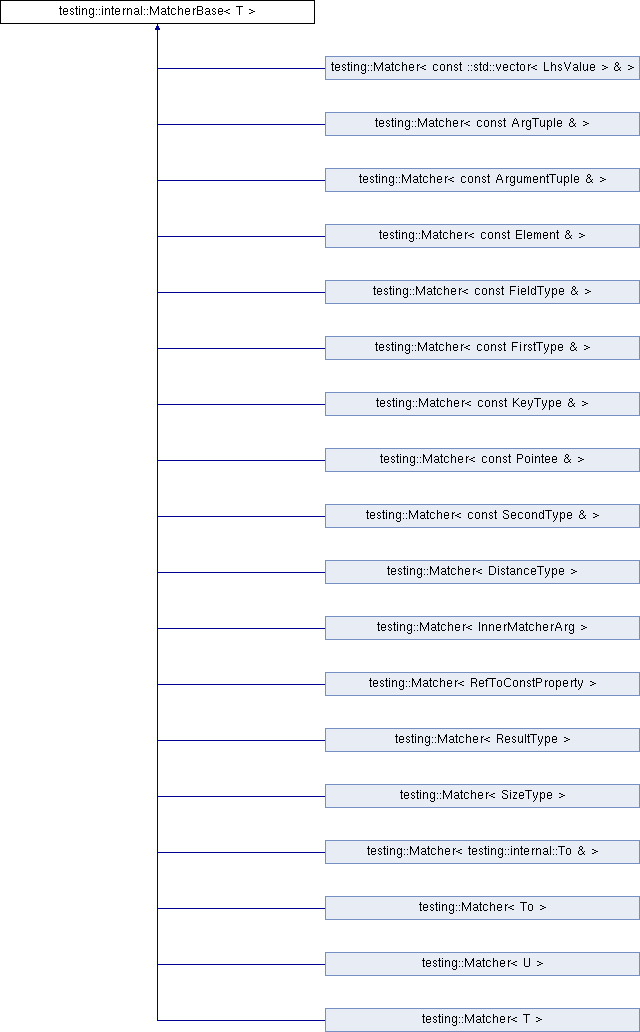 testing::internal::MatcherBase< T >
testing::Matcher< const ::std::vector< LhsValue > & >
testing::Matcher< const ArgTuple & >
testing::Matcher< const ArgumentTuple & >
testing::Matcher< const Element & >
testing::Matcher< const FieldType & >
testing::Matcher< const FirstType & >
testing::Matcher< const KeyType & >
testing::Matcher< const Pointee & >
testing::Matcher< const SecondType & >
testing::Matcher< DistanceType >
testing::Matcher< InnerMatcherArg >
testing::Matcher< RefToConstProperty >
testing::Matcher< ResultType >
testing::Matcher< SizeType >
testing::Matcher< testing::internal::To & >
testing::Matcher< To >
testing::Matcher< U >
testing::Matcher< T >